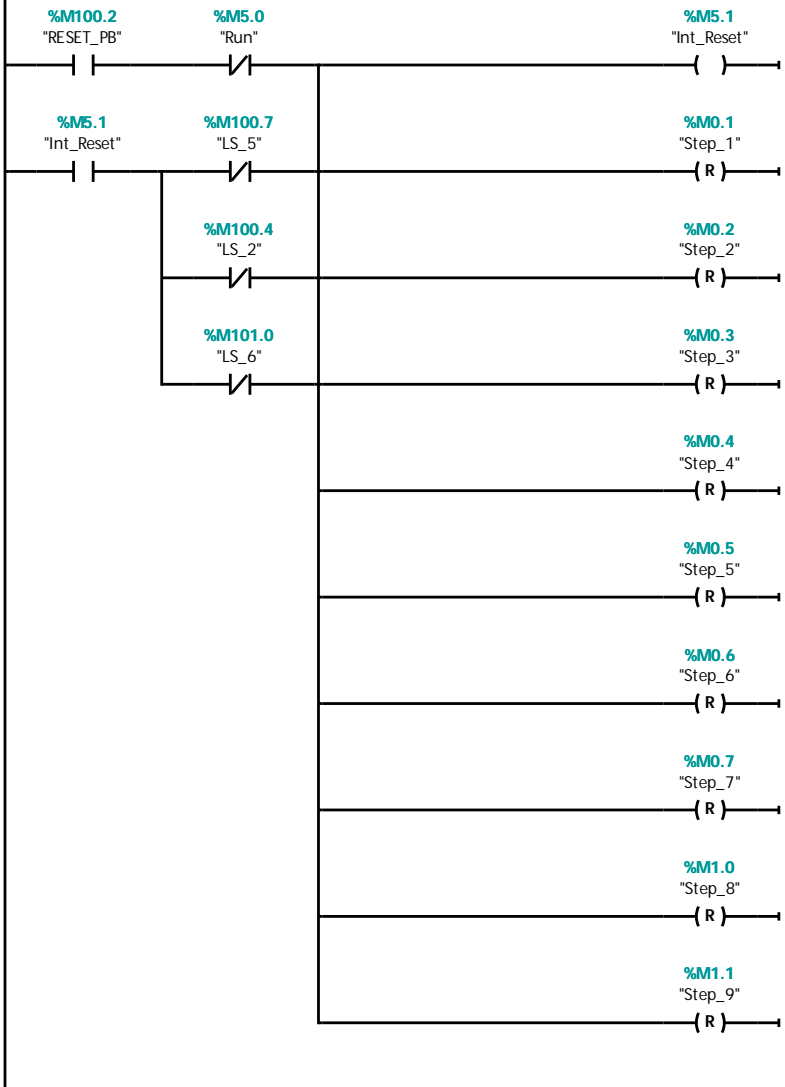 %M100.2 %M5.0 %M5.1
"RESET_PB" "Run" "Int_Reset"
%M5.1 %M100.7 %M0.1
"Int_Reset" "LS_5" "Step_1"
R
%M100.4 %M0.2
"LS_2" "Step_2"
R
%M101.0 %M0.3
"LS_6" "Step_3"
R
%M0.4
"Step_4"
R
%M0.5
"Step_5"
R
%M0.6
"Step_6"
R
%M0.7
"Step_7"
R
%M1.0
"Step_8"
R
%M1.1
"Step_9"
R